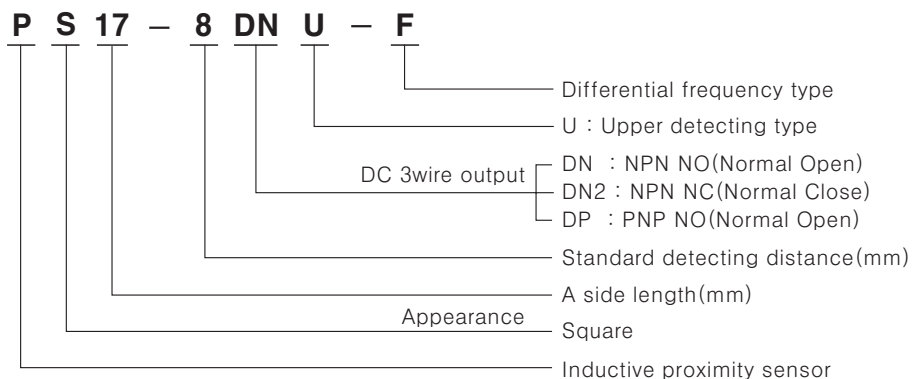 P S 17 – 8 DN U – F
Differential frequency type
U : Upper detecting type
DC 3wire output
DN : NPN NO(Normal Open)
DN2 : NPN NC(Normal Close)
DP : PNP NO(Normal Open)
Standard detecting distance(mm)
A side length(mm)
Appearance
Square
Inductive proximity sensor